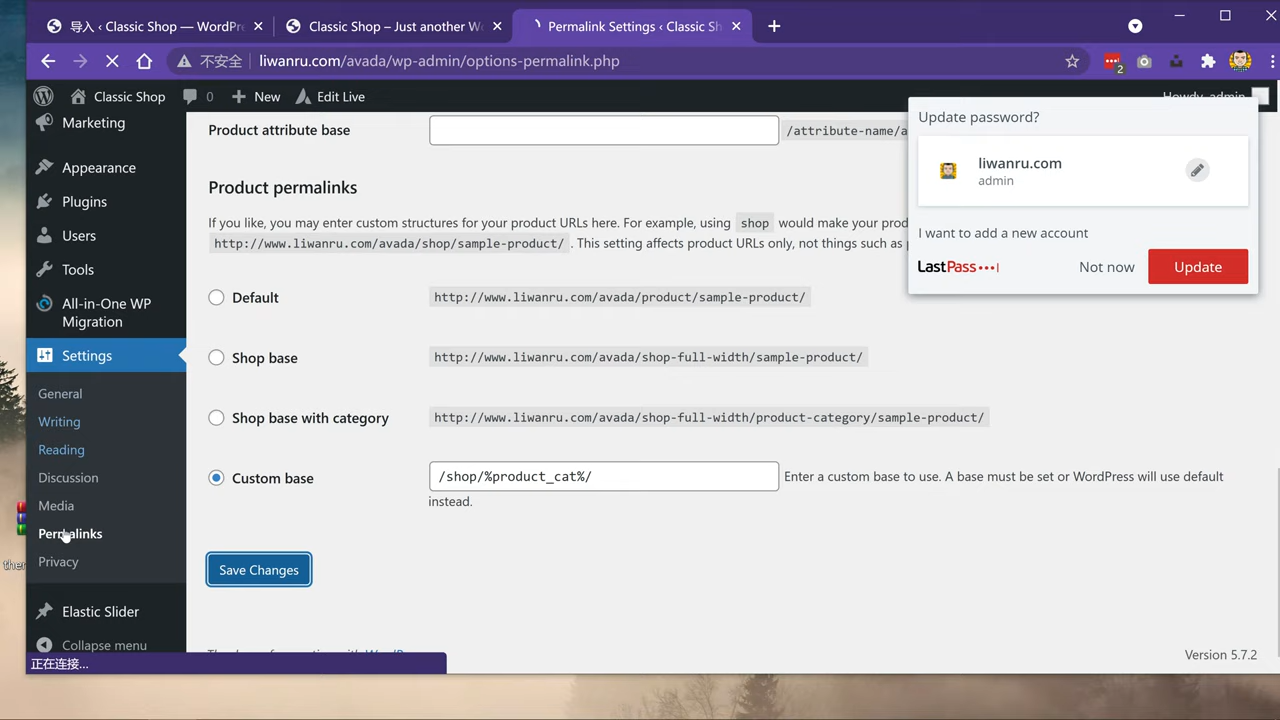 导入 ‹ Classic Shop — WordPr
Classic Shop – Just another W
Permalink Settings ‹ Classic Sh
不安全
liwanru.com/avada/wp-admin/options-permalink.php
2
Classic Shop
0
New
Edit Live
Howdy, admin
Marketing
Appearance
Plugins
Users
Tools
All-in-One WP
Migration
Settings
General
Writing
Reading
Discussion
Media
Permalinks
Privacy
Elastic Slider
Collapse menu
正在连接...
Product attribute base
/attribute-name/a
Product permalinks
If you like, you may enter custom structures for your product URLs here. For example, using shop would make your prod
http://www.liwanru.com/avada/shop/sample-product/ . This setting affects product URLs only, not things such as
Default
http://www.liwanru.com/avada/product/sample-product/
Shop base
http://www.liwanru.com/avada/shop-full-width/sample-product/
Shop base with category
http://www.liwanru.com/avada/shop-full-width/product-category/sample-product/
Custom base
/shop/%product_cat%/
Enter a custom base to use. A base must be set or WordPress will use default
instead.
Save Changes
Version 5.7.2
Update password?
liwanru.com
admin
I want to add a new account
LastPass
Not now
Update